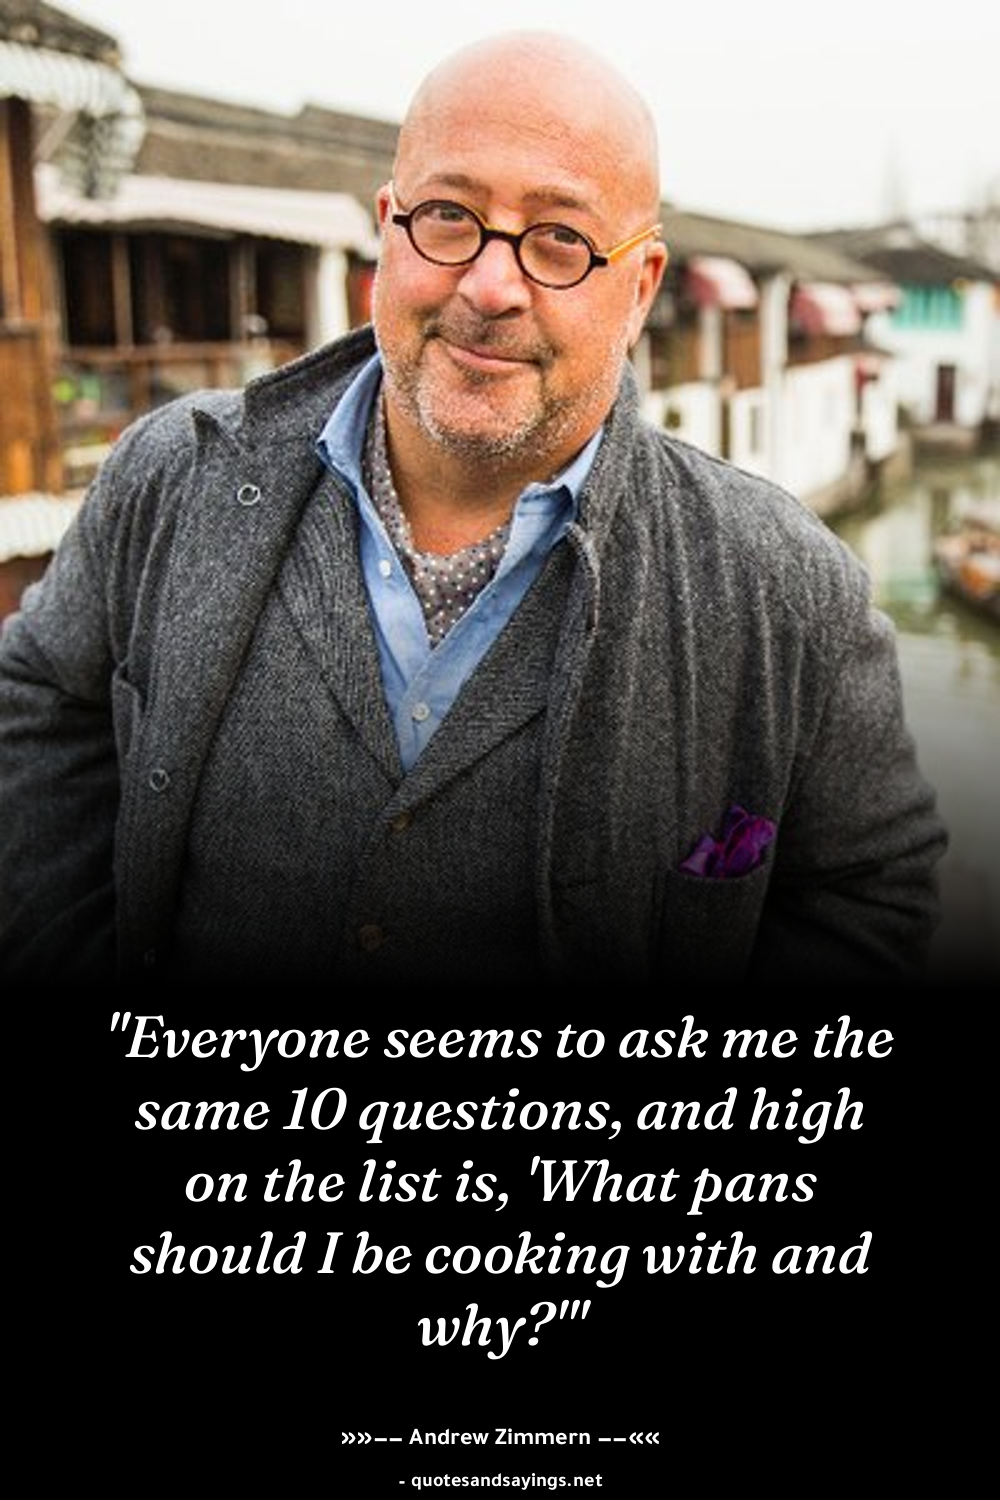 "Everyone seems to ask me the
same 10 questions, and high
on the list is, 'What pans
should I be cooking with and
why?'"
»»−− Andrew Zimmern −−««
- quotesandsayings.net